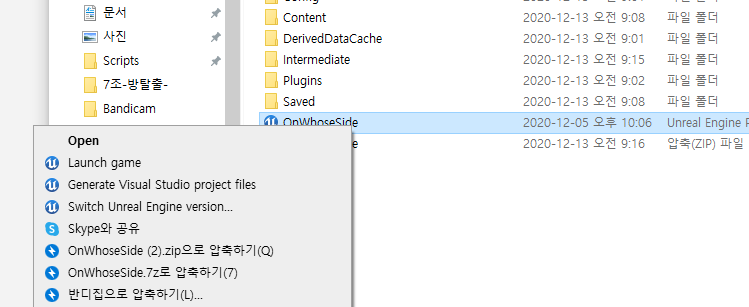 문서
사진
Scripts
7조-방탈출-
Bandicam
Content 2020-12-13 오전 9:08 파일 폴더
DerivedDataCache 2020-12-13 오전 9:01 파일 폴더
Intermediate 2020-12-13 오전 9:15 파일 폴더
Plugins 2020-12-13 오전 9:02 파일 폴더
Saved 2020-12-13 오전 9:08 파일 폴더
OnWhoseSide 2020-12-05 오후 10:06 Unreal Engine
2020-12-13 오전 9:16 압축(ZIP) 파일
Open
Launch game
Generate Visual Studio project files
Switch Unreal Engine version...
Skype와 공유
OnWhoseSide (2).zip으로 압축하기(Q)
OnWhoseSide.7z로 압축하기(7)
반디집으로 압축하기(L)...